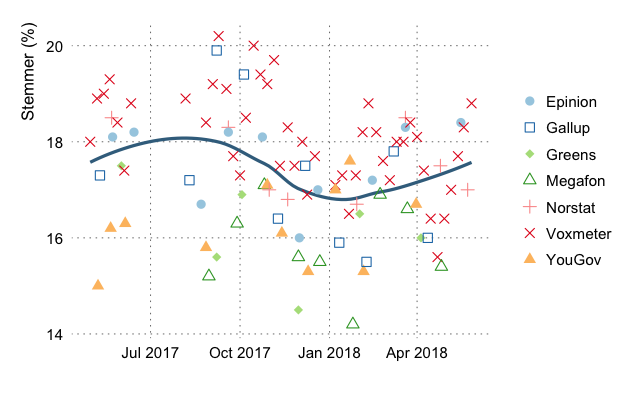 Stemmer (%)
20
18
16
14
Jul 2017
Oct 2017
Jan 2018
Apr 2018
Epinion
Gallup
Greens
Megafon
Norstat
Voxmeter
YouGov